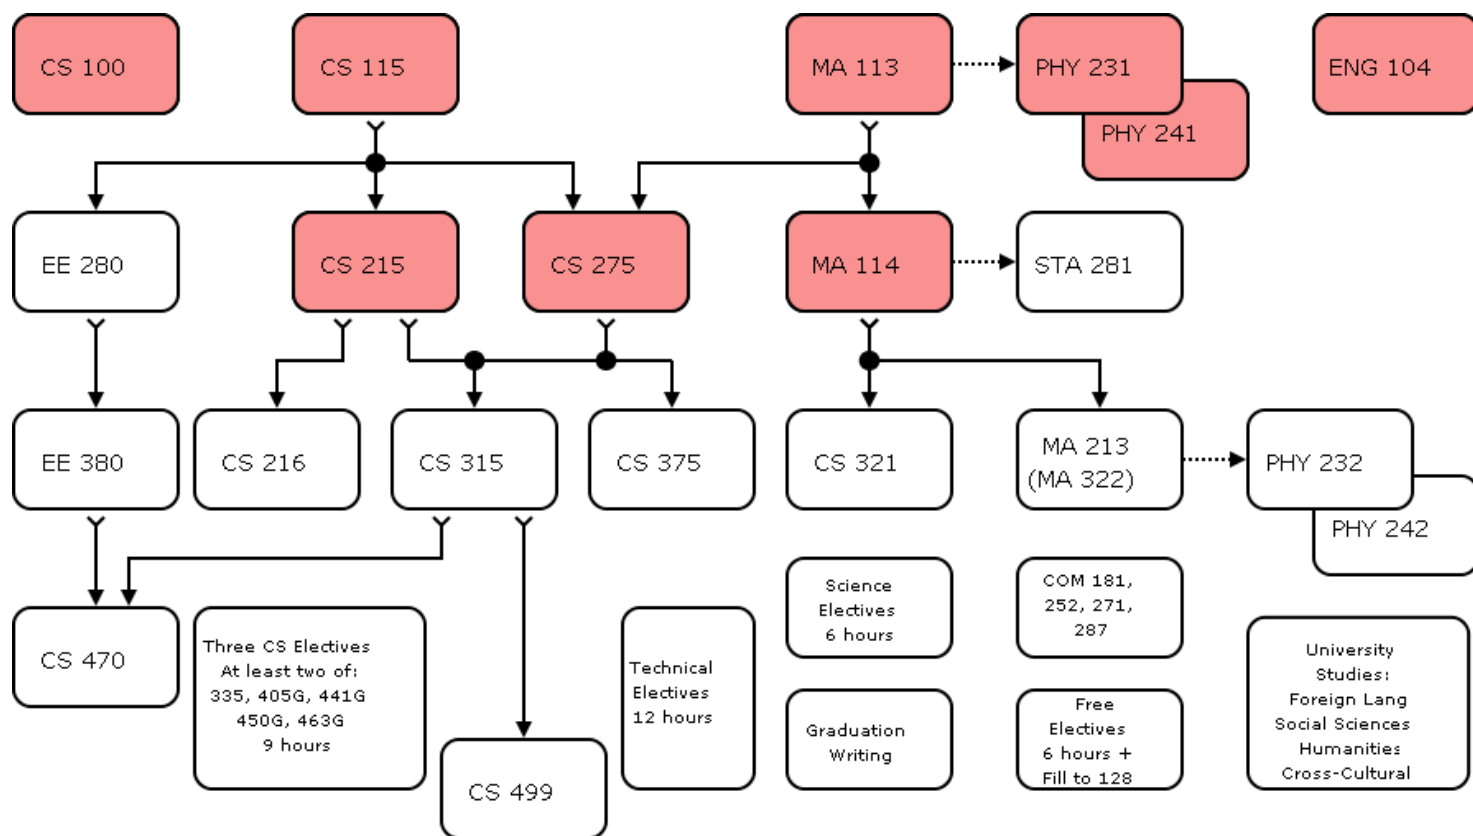 CS 100
CS 115
MA 113
PHY 231
ENG 104
PHY 241
EE 280
CS 215
CS 275
MA 114
STA 281
EE 380
CS 216
CS 315
CS 375
CS 321
MA 213
(MA 322)
PHY 232
PHY 242
CS 470
Three CS Electives
At least two of:
335, 405G, 441G
450G, 463G
9 hours
CS 499
Technical
Electives
12 hours
Science
Electives
6 hours
Graduation
Writing
COM 181,
252, 271,
287
Free
Electives
6 hours +
Fill to 128
University
Studies:
Foreign Lang
Social Sciences
Humanities
Cross-Cultural